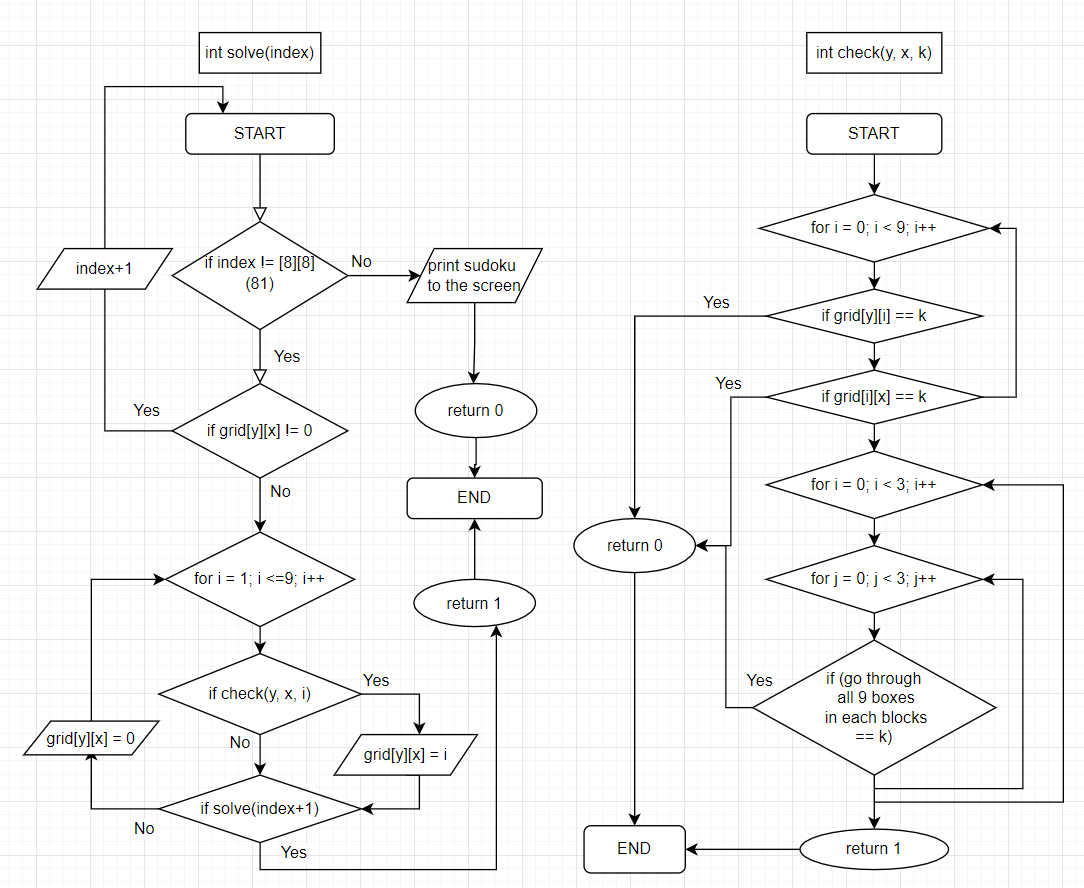 int solve(index)
START
if index != [8][8]
(81)
No
print sudoku
to the screen
index+1
Yes
return 0
Yes
if grid[y][x] != 0
No
END
for i = 1; i <=9; i++
return 1
if check(y, x, i)
Yes
grid[y][x] = 0
No
grid[y][x] = i
if solve(index+1)
No
Yes
int check(y, x, k)
START
for i = 0; i < 9; i++
Yes
if grid[y][i] == k
Yes
if grid[i][x] == k
for i = 0; i < 3; i++
return 0
for j = 0; j < 3; j++
Yes
if (go through
all 9 boxes
in each blocks
== k)
END
return 1